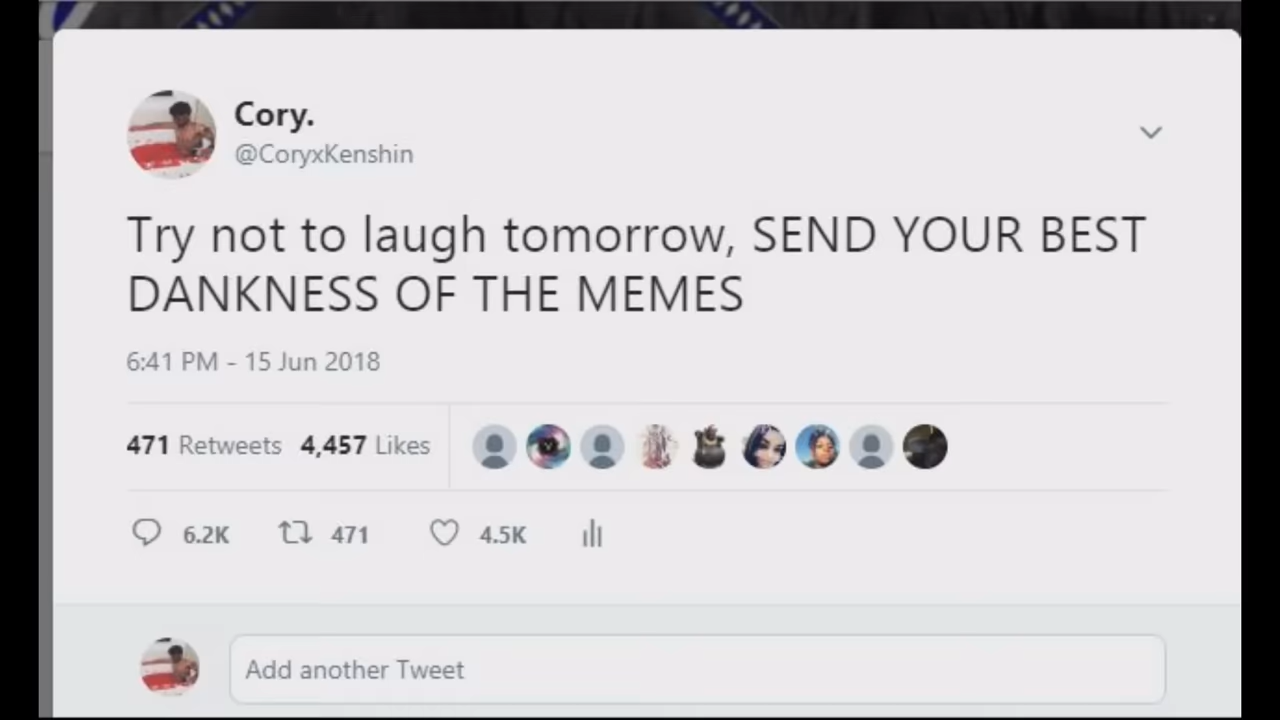 Cory.
@CoryxKenshin
Try not to laugh tomorrow, SEND YOUR BEST
DANKNESS OF THE MEMES
6:41 PM - 15 Jun 2018
471 Retweets 4,457 Likes
6.2K 471 4.5K
Add another Tweet